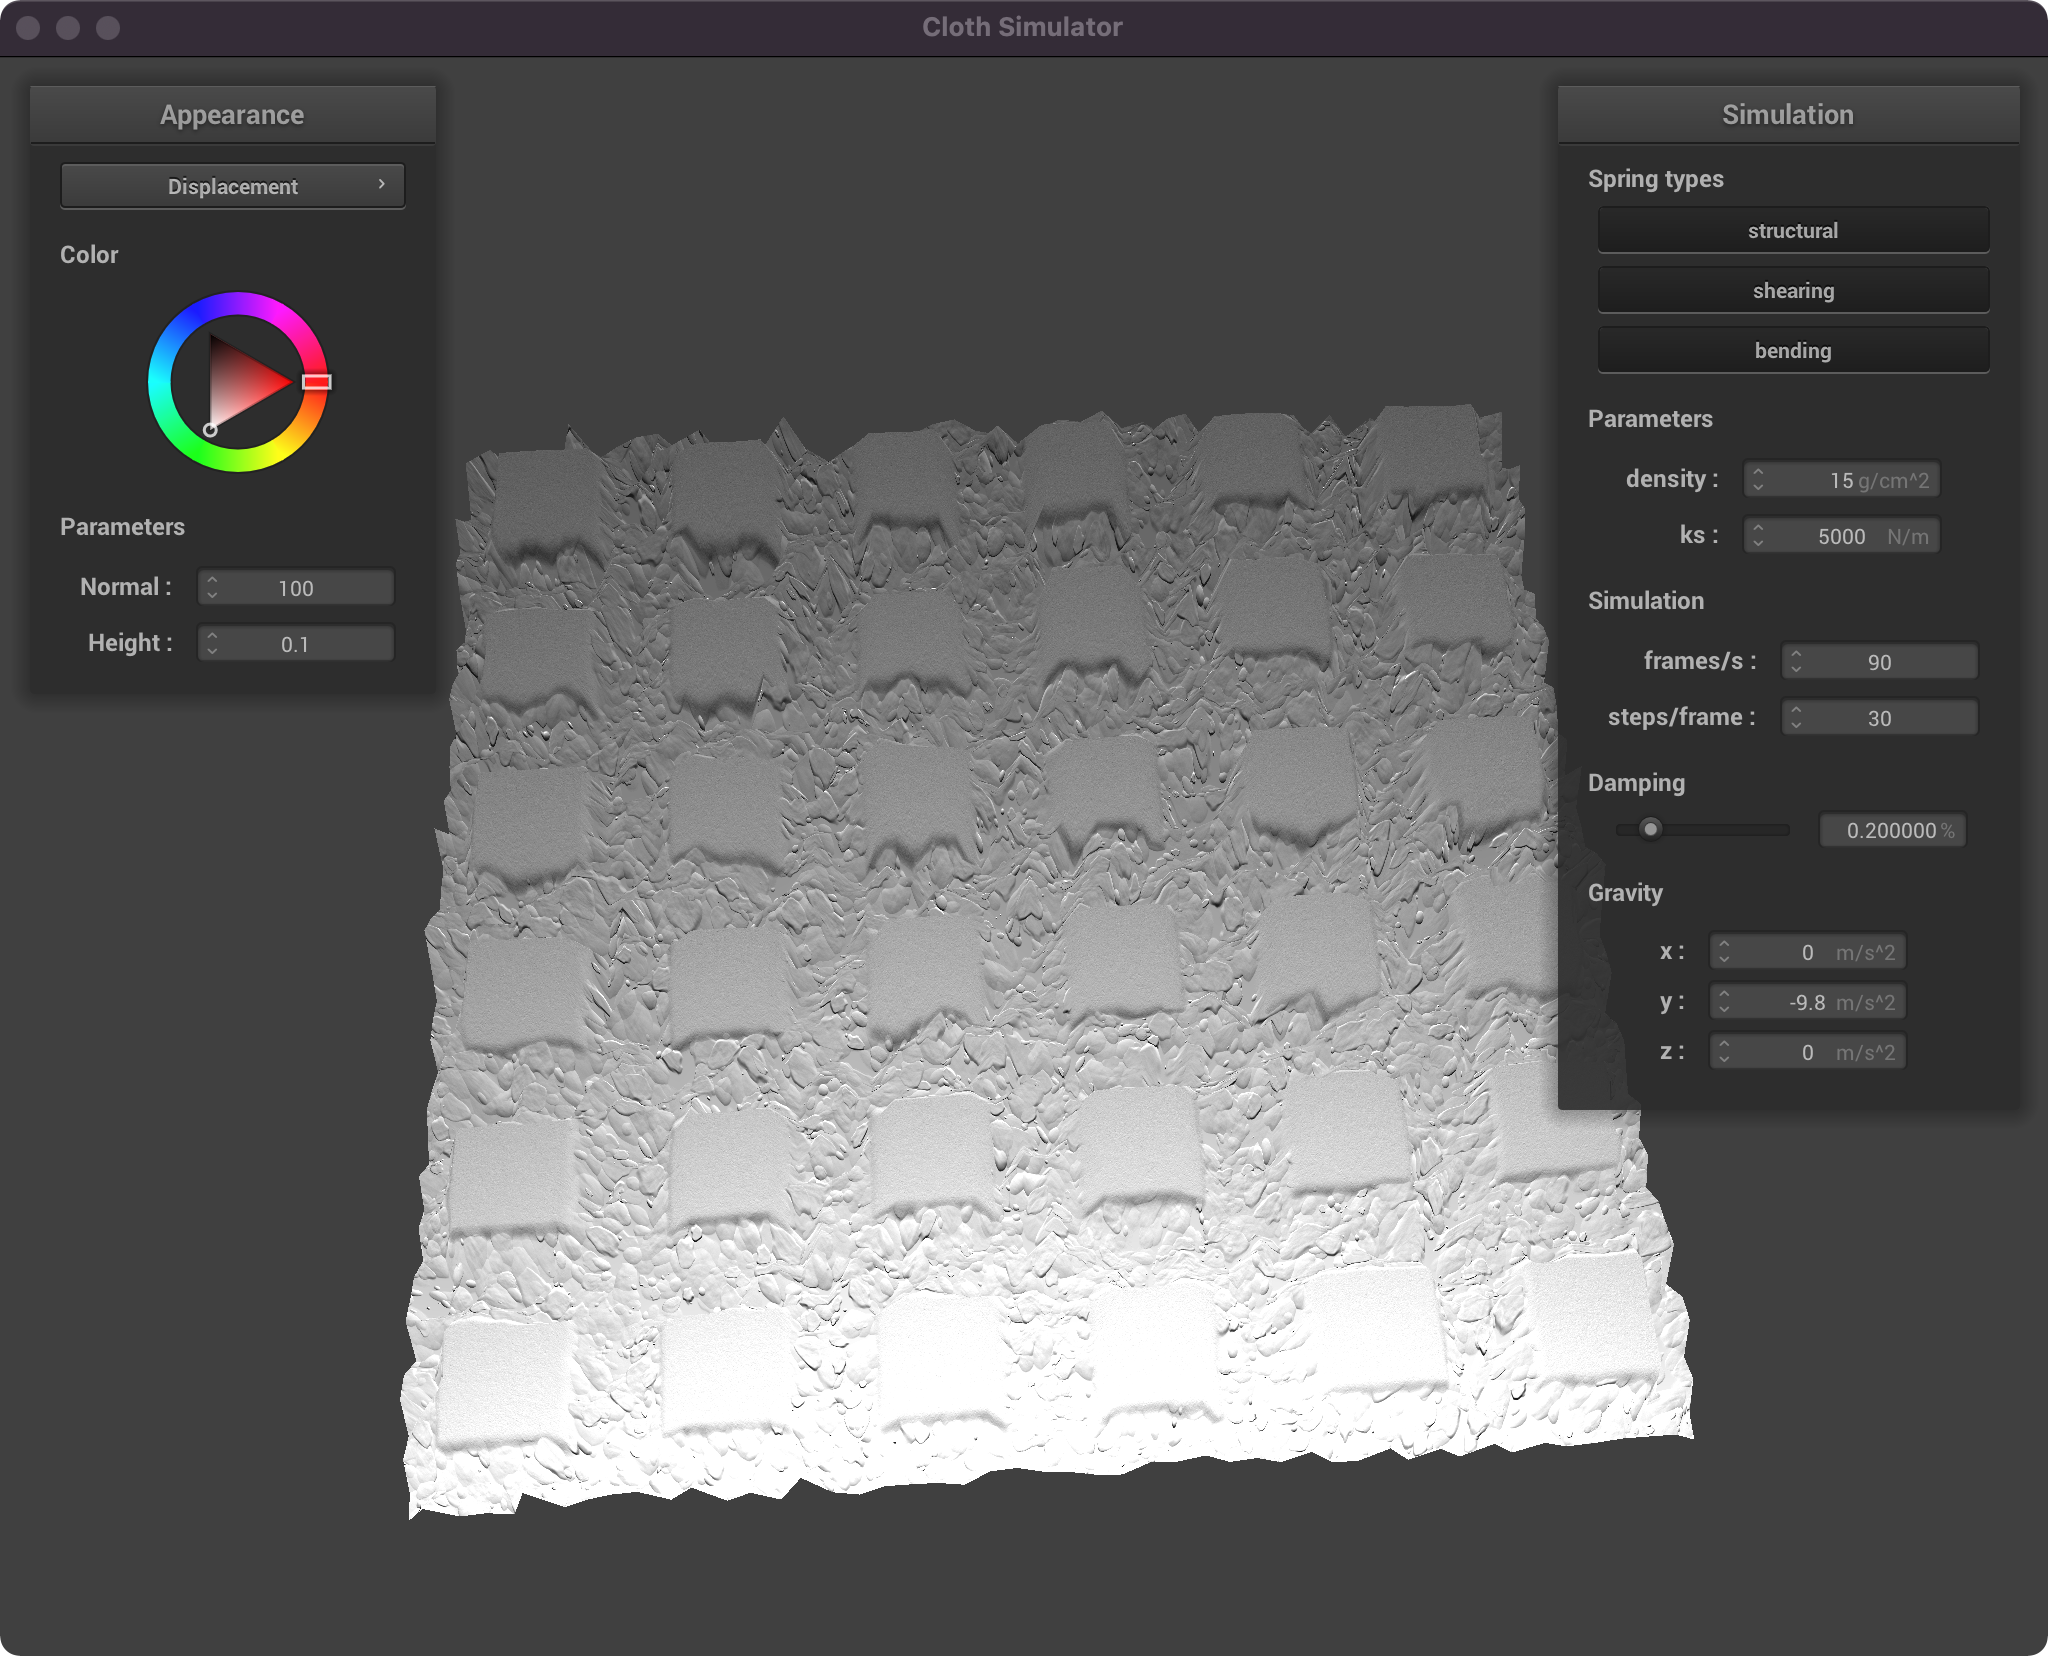 Cloth Simulator
Appearance
Displacement
Color
Parameters
Normal : 100
Height : 0.1
Simulation
Spring types
structural
shearing
bending
Parameters
density : 15 g/cm^2
ks : 5000 N/m
Simulation
frames/s : 90
steps/frame : 30
Damping
0.200000 %
Gravity
x : 0 m/s^2
y : -9.8 m/s^2
z : 0 m/s^2